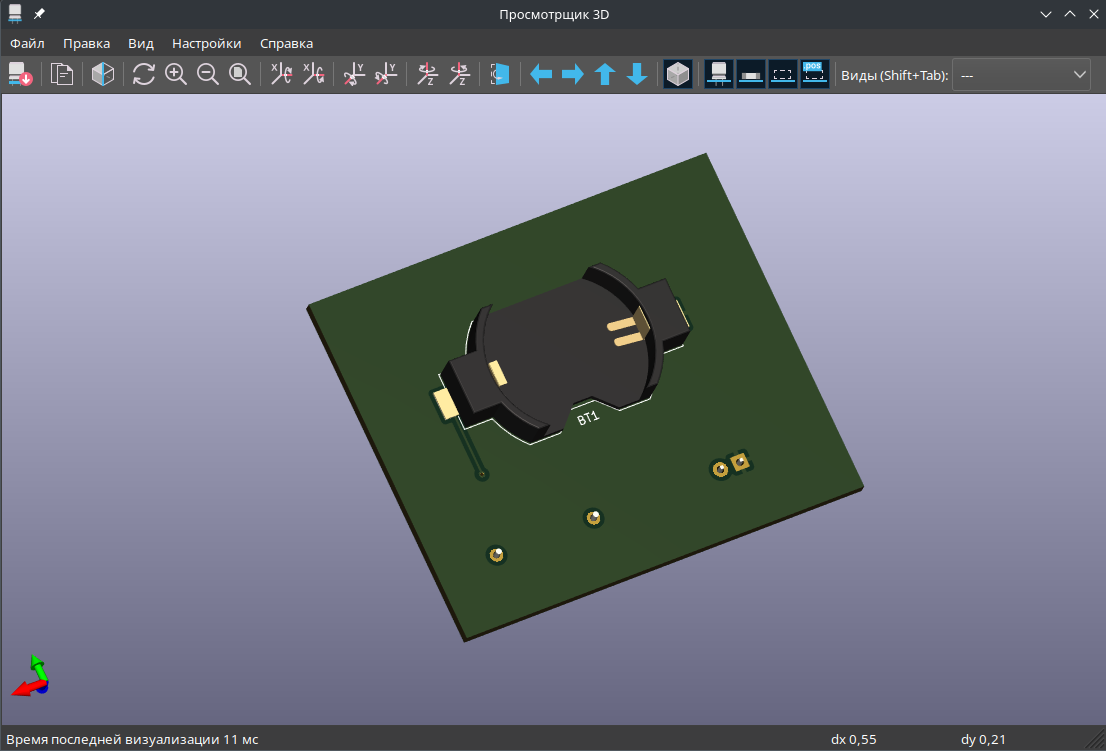 Просмотрщик 3D
Файл Правка Вид Настройки Справка
X X Y Y Z Z .pos Виды (Shift+Tab): ---
BT1
Время последней визуализации 11 мс dx 0,55 dy 0,21